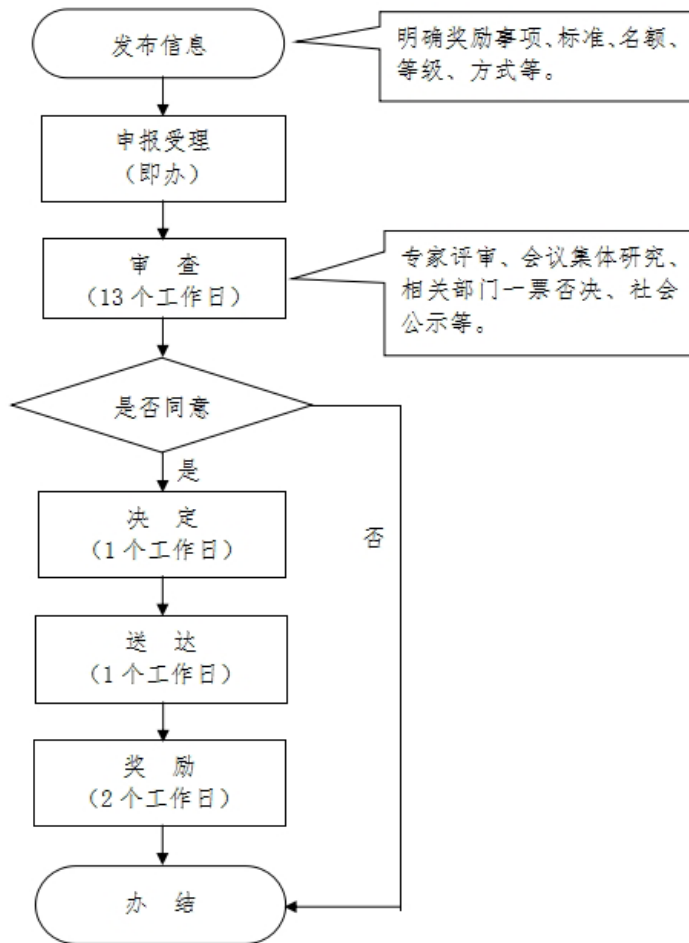 发布信息
明确奖励事项、标准、名额、
等级、方式等。
申报受理
（即办）
审 查
（13 个工作日）
专家评审、会议集体研究、
相关部门一票否决、社会
公示等。
是否同意
是
否
决 定
（1 个工作日）
送 达
（1 个工作日）
奖 励
（2 个工作日）
办 结